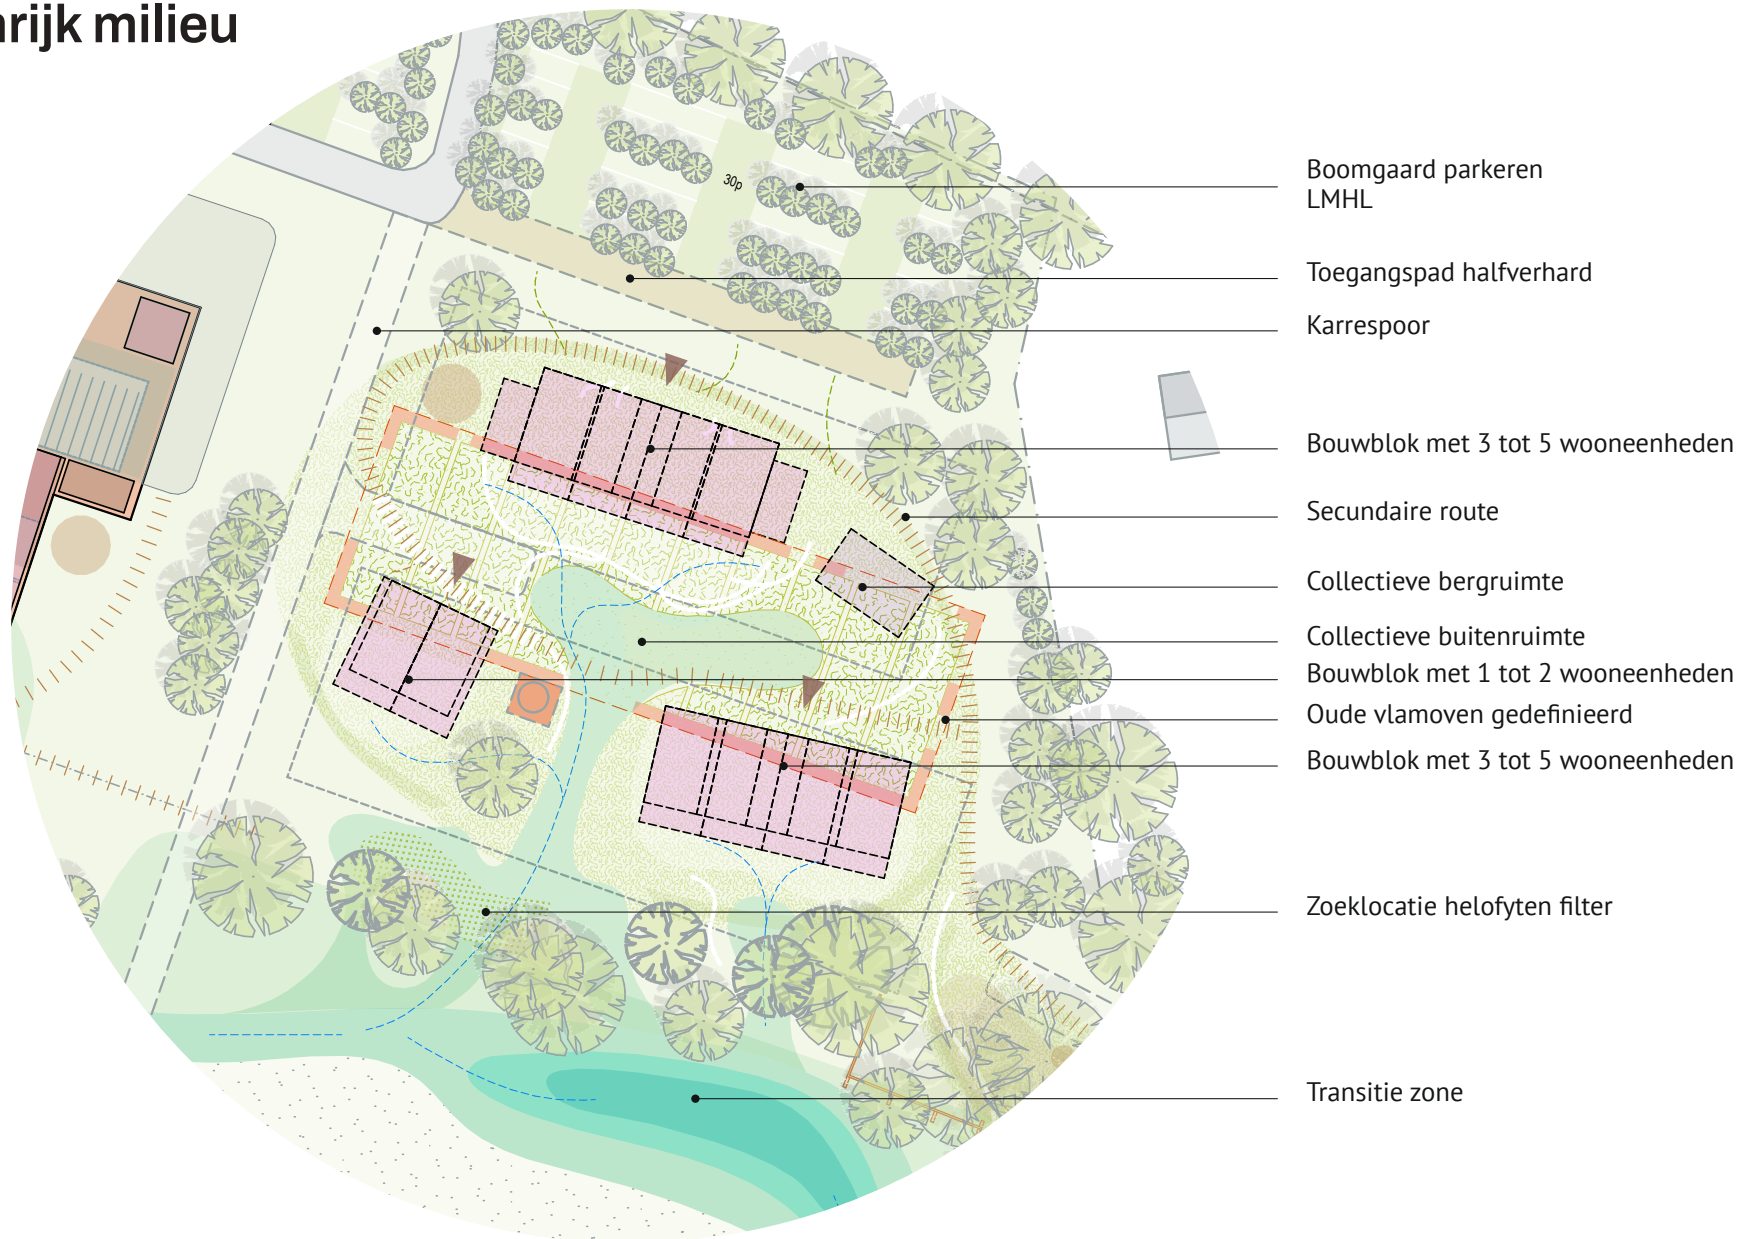 nrijk milieu
30p
Boomgaard parkeren
LMHL
Toegangspad halfverhard
Karrespoor
Bouwblok met 3 tot 5 wooneenheden
Secundaire route
Collectieve bergruimte
Collectieve buitenruimte
Bouwblok met 1 tot 2 wooneenheden
Oude vlamoven gedefinieerd
Bouwblok met 3 tot 5 wooneenheden
Zoeklocatie helofyten filter
Transitie zone